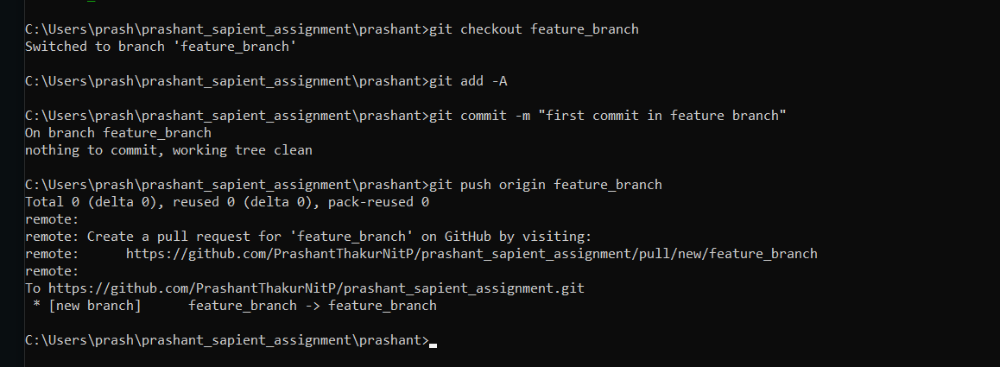 C:\Users\prash\prashant_sapient_assignment\prashant>git checkout feature_branch
Switched to branch 'feature_branch'
C:\Users\prash\prashant_sapient_assignment\prashant>git add -A
C:\Users\prash\prashant_sapient_assignment\prashant>git commit -m "first commit in feature branch"
On branch feature_branch
nothing to commit, working tree clean
C:\Users\prash\prashant_sapient_assignment\prashant>git push origin feature_branch
Total 0 (delta 0), reused 0 (delta 0), pack-reused 0
remote:
remote: Create a pull request for 'feature_branch' on GitHub by visiting:
remote:      https://github.com/PrashantThakurNitP/prashant_sapient_assignment/pull/new/feature_branch
remote:
To https://github.com/PrashantThakurNitP/prashant_sapient_assignment.git
 * [new branch]      feature_branch -> feature_branch
C:\Users\prash\prashant_sapient_assignment\prashant>